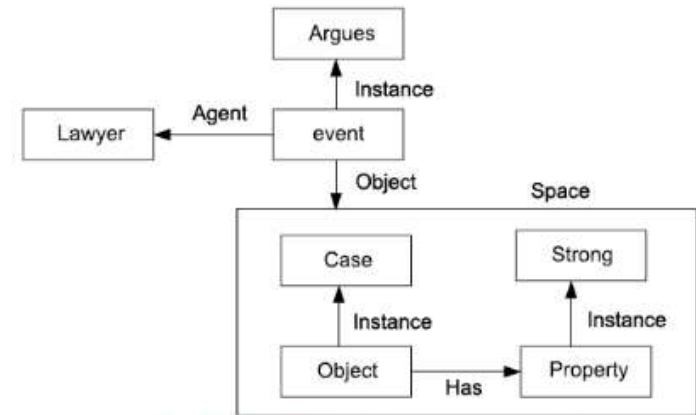 Argues
Instance
Agent
Lawyer
event
Object
Space
Case
Strong
Instance
Instance
Object
Property
Has